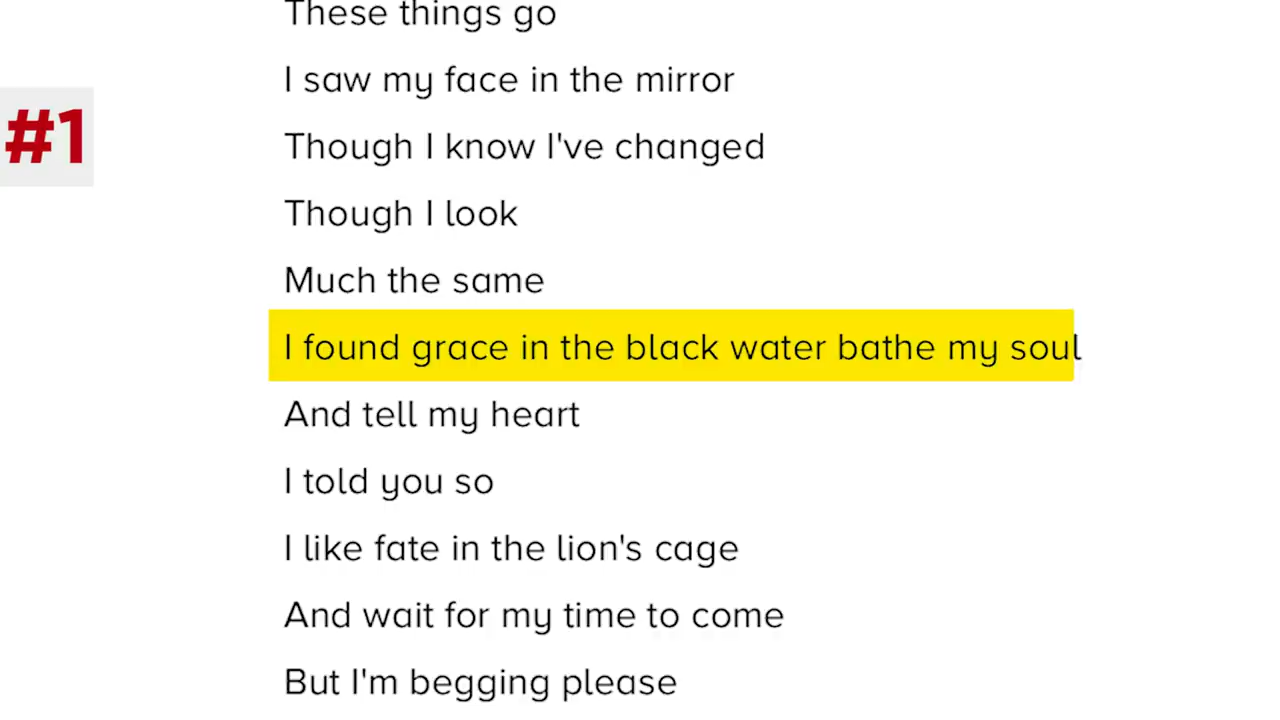 These things go
I saw my face in the mirror
#1
Though I know I've changed
Though I look
Much the same
I found grace in the black water bathe my soul
And tell my heart
I told you so
I like fate in the lion's cage
And wait for my time to come
But I'm begging please